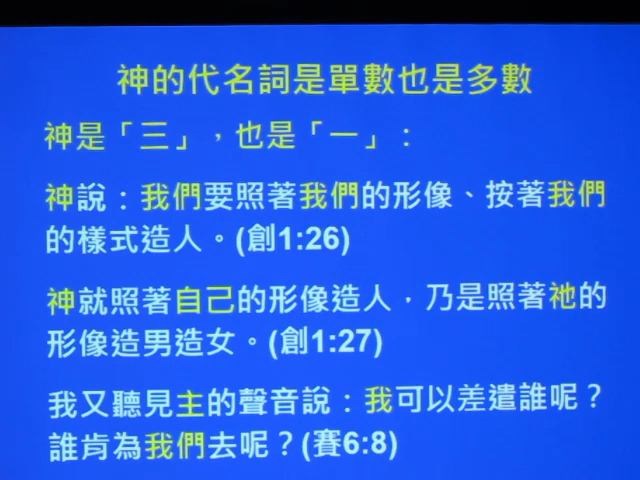 神的代名詞是單數也是多數
神是「三」，也是「一」：
神說：我們要照著我們的形像、按著我們
的樣式造人。(創1:26)
神就照著自己的形像造人，乃是照著祂的
形像造男造女。(創1:27)
我又聽見主的聲音說：我可以差遣誰呢？
誰肯為我們去呢？(賽6:8)